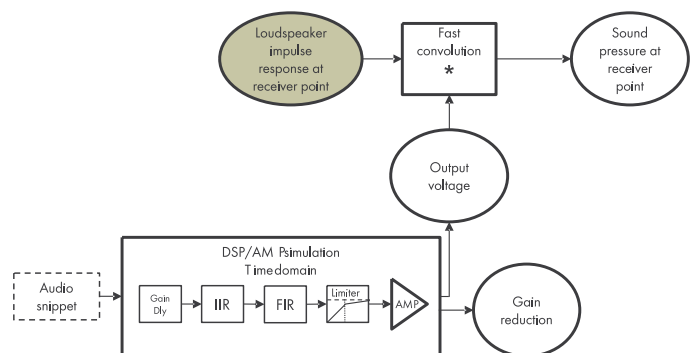 Loudspeaker
impulse
response at
receiver point
Fast
convolution
*
Sound
pressure at
receiver
point
Output
voltage
DSP/AM Psimulation
Timedomain
Audio
snippet
Gain
Dly
IIR
FIR
Limiter
AMP
Gain
reduction